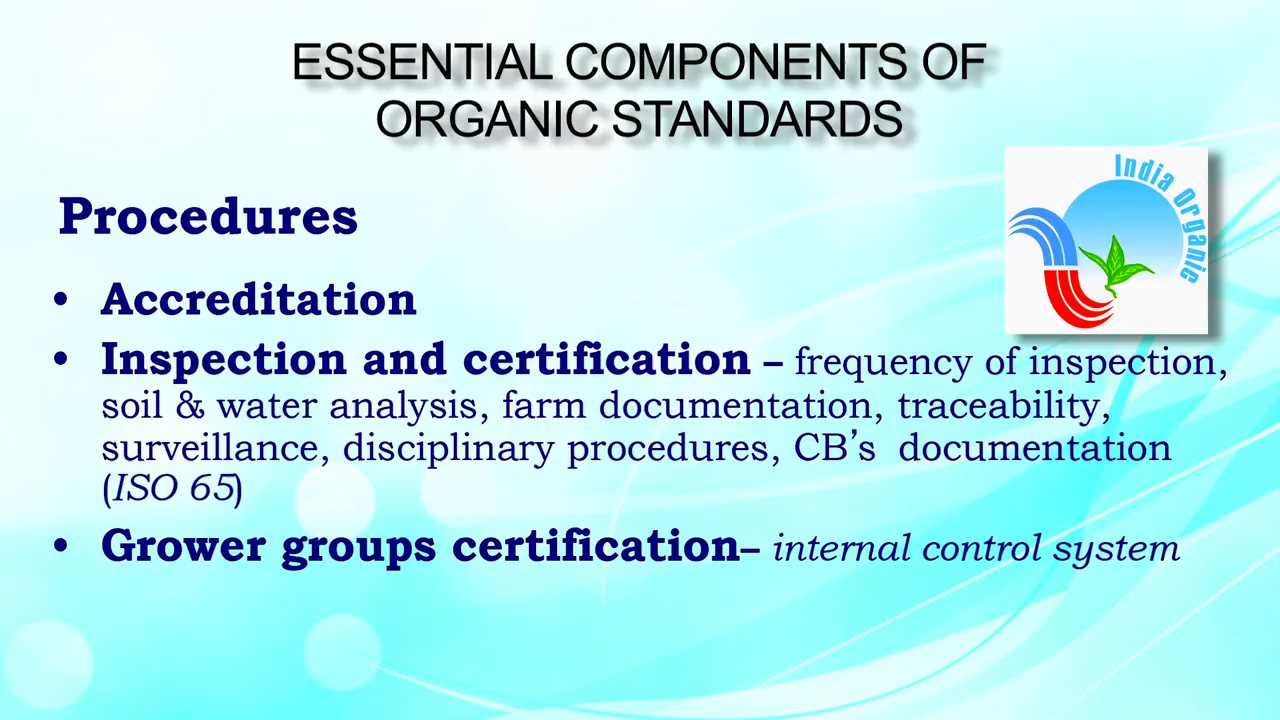 ESSENTIAL COMPONENTS OF
ORGANIC STANDARDS
India Organic
Procedures
• Accreditation
• Inspection and certification – frequency of inspection,
soil & water analysis, farm documentation, traceability,
surveillance, disciplinary procedures, CB’s documentation
(ISO 65)
• Grower groups certification– internal control system